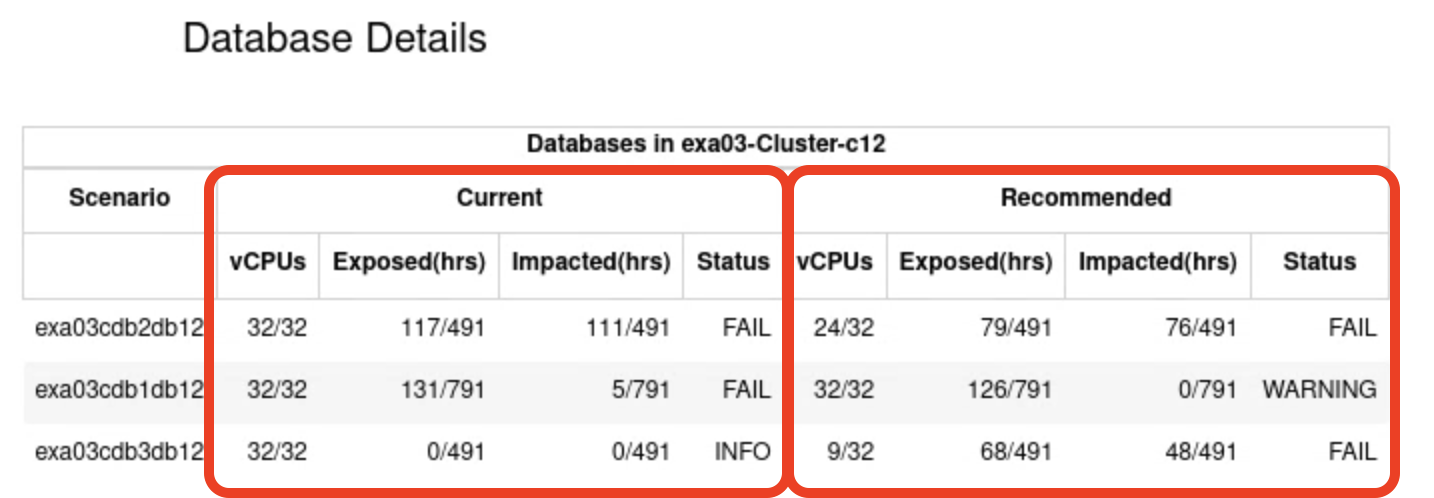 Database Details
Databases in exa03-Cluster-c12
Scenario Current Recommended
vCPUs Exposed(hrs) Impacted(hrs) Status vCPUs Exposed(hrs) Impacted(hrs) Status
exa03cdb2db12 32/32 117/491 111/491 FAIL 24/32 79/491 76/491 FAIL
exa03cdb1db12 32/32 131/791 5/791 FAIL 32/32 126/791 0/791 WARNING
exa03cdb3db12 32/32 0/491 0/491 INFO 9/32 68/491 48/491 FAIL